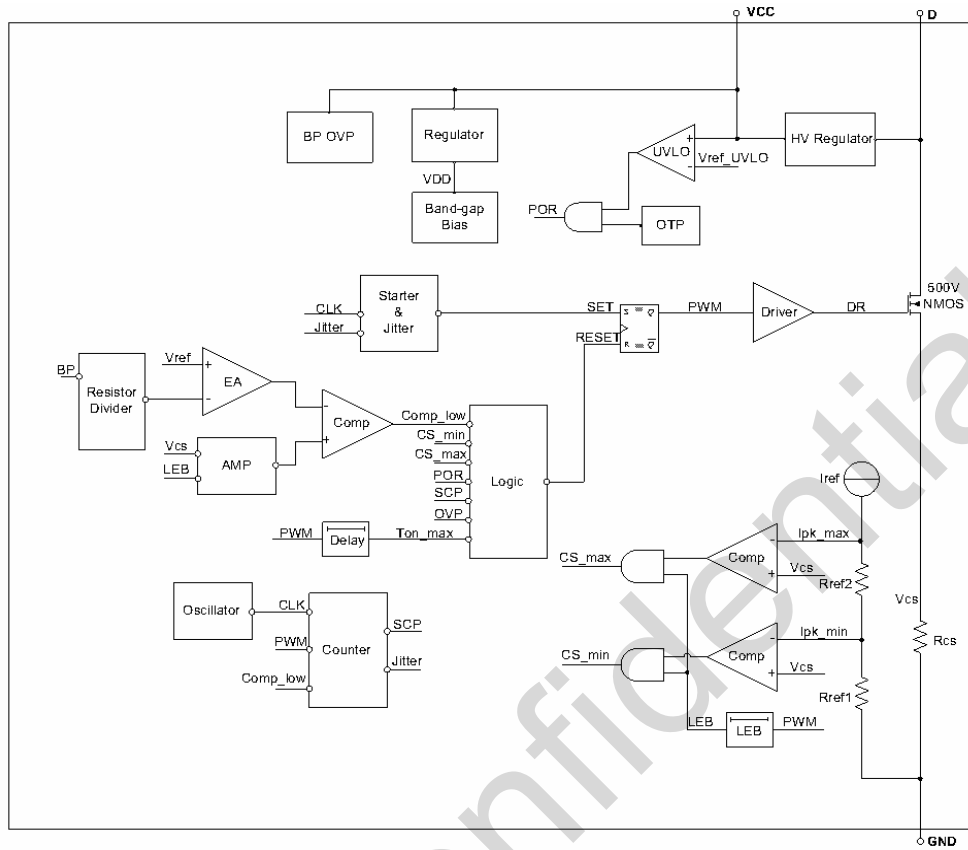 VCC
D
BP OVP
Regulator
HV Regulator
+
UVLO
-
Vref_UVLO
VDD
Band-gap
Bias
POR
OTP
500V
NMOS
Starter
&
Jitter
CLK
Jitter
SET
RESET
S Q
R Q
PWM
Driver
DR
BP
Resistor
Divider
Vref
+
EA
-
-
Comp
+
Vcs
LEB
AMP
Comp_low
CS_min
CS_max
POR
SCP
OVP
Ton_max
Logic
PWM
Delay
Iref
Ipk_max
-
Comp
+
Vcs
CS_max
Rref2
Oscillator
CLK
PWM
Comp_low
Counter
SCP
Jitter
Ipk_min
-
Comp
+
Vcs
CS_min
Rref1
Vcs
Rcs
LEB
LEB
PWM
GND
onfidential